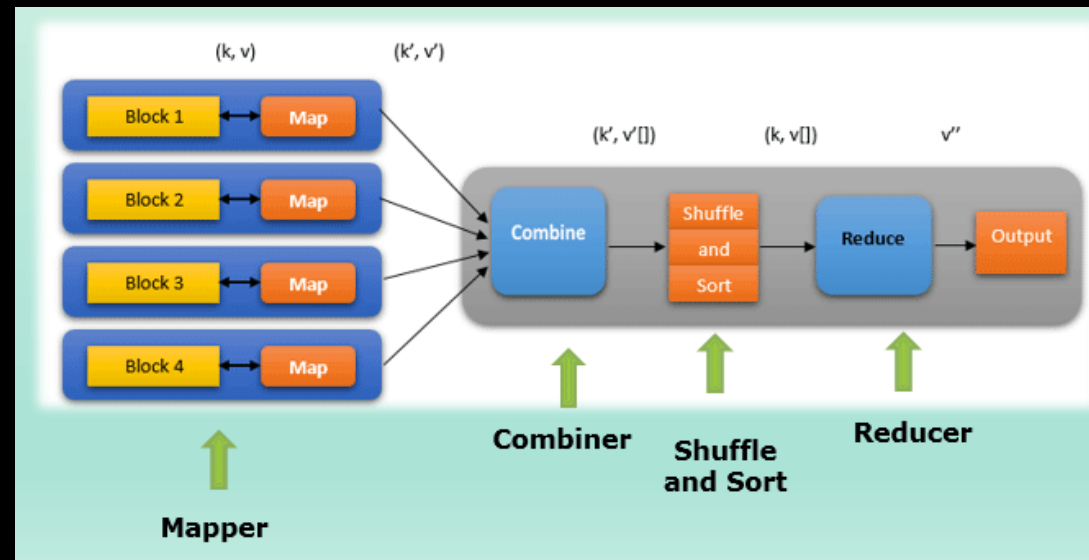 (k, v)
(k’, v’)
Block 1
Map
Block 2
Map
Block 3
Map
Block 4
Map
(k’, v’[])
(k, v[])
v’’
Combine
Shuffle
and
Sort
Reduce
Output
Mapper
Combiner
Shuffle
and Sort
Reducer